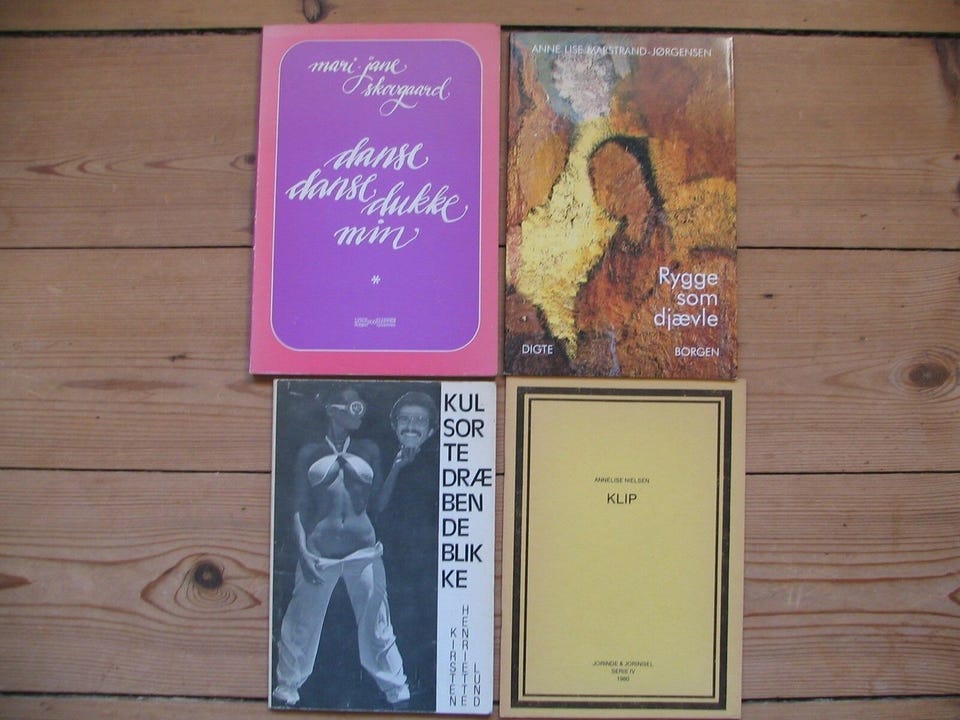 mari-jane
skovgaard
danse
danse
dukke
min
*
ANNE LISE MARSTRAND-JØRGENSEN
Rygge
som
djævle
DIGTE
BORGEN
KUL
SOR
TE
DRÆ
BEN
DE
BLIK
KE
KIRSTEN
HENRIETTE
LUND
ANNELISE NIELSEN
KLIP
JORINDE & JORINGEL
SERIE IV
1980